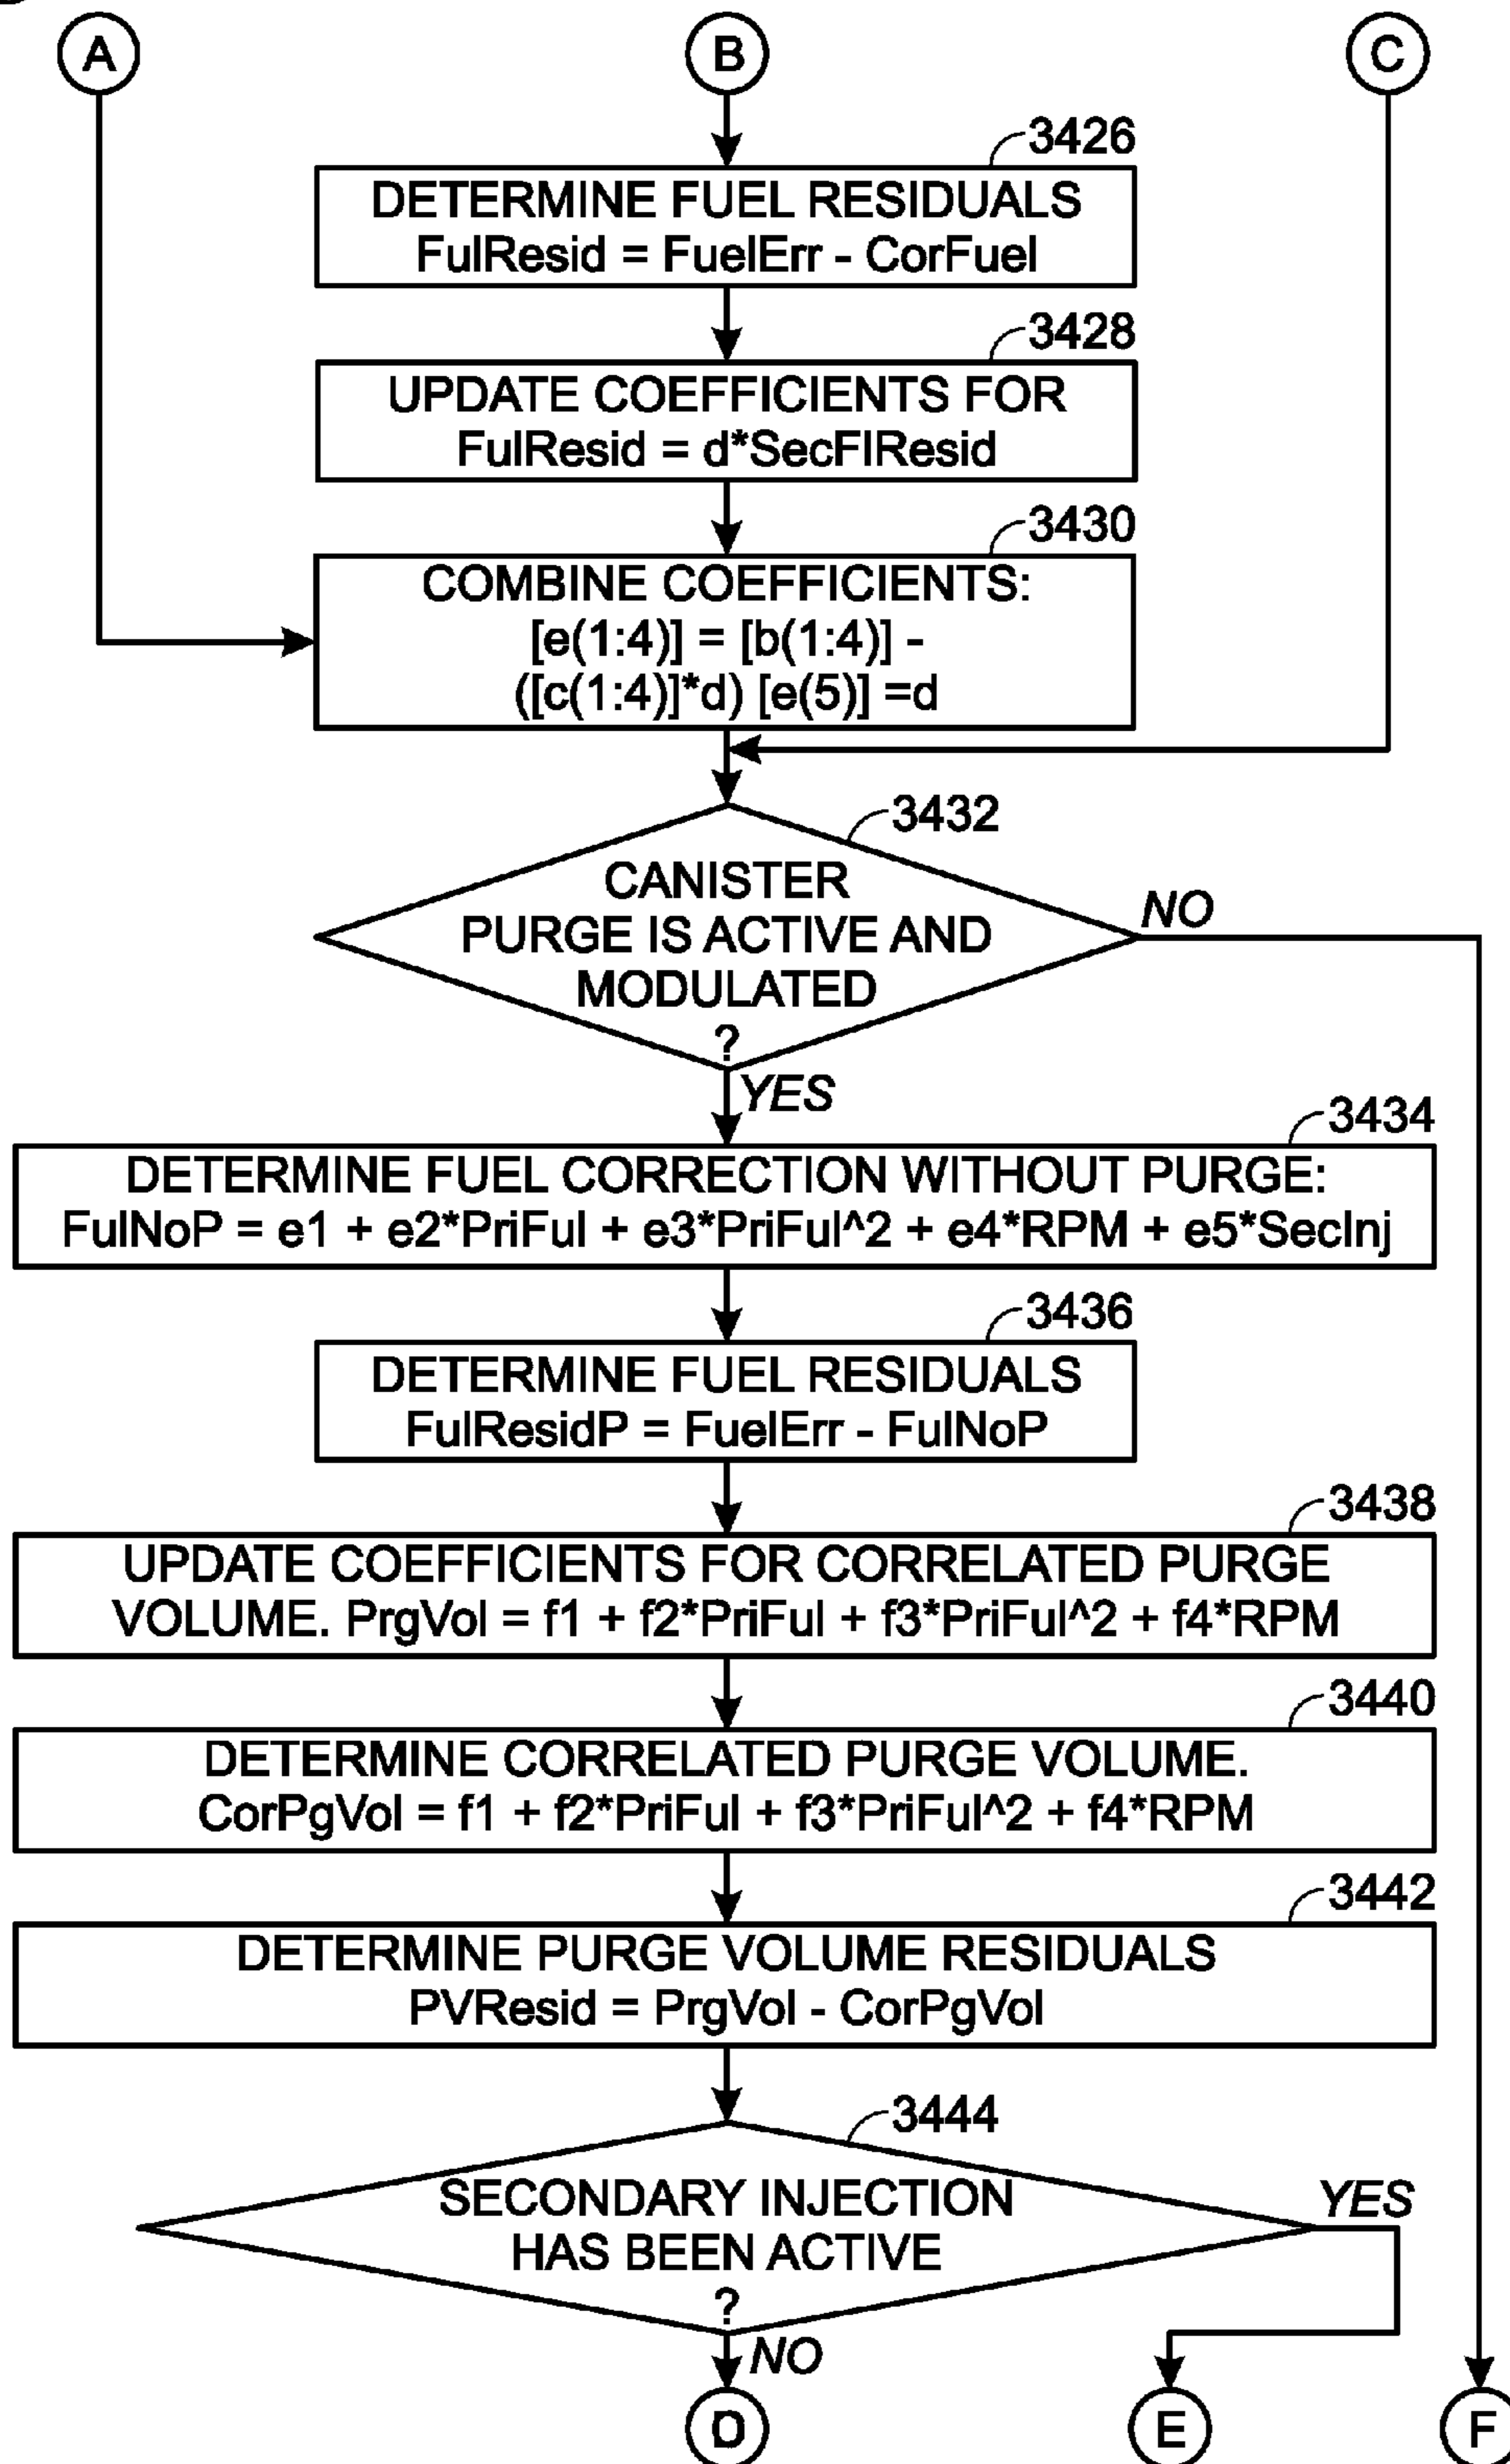 A
B
C
3426
DETERMINE FUEL RESIDUALS
FulResid = FuelErr - CorFuel
3428
UPDATE COEFFICIENTS FOR
FulResid = d*SecFlResid
3430
COMBINE COEFFICIENTS:
[e(1:4)] = [b(1:4)] -
([c(1:4)]*d) [e(5)] =d
3432
CANISTER
PURGE IS ACTIVE AND
MODULATED
?
NO
YES
3434
DETERMINE FUEL CORRECTION WITHOUT PURGE:
FulNoP = e1 + e2*PriFul + e3*PriFul^2 + e4*RPM + e5*SecInj
3436
DETERMINE FUEL RESIDUALS
FulResidP = FuelErr - FulNoP
3438
UPDATE COEFFICIENTS FOR CORRELATED PURGE
VOLUME. PrgVol = f1 + f2*PriFul + f3*PriFul^2 + f4*RPM
3440
DETERMINE CORRELATED PURGE VOLUME.
CorPgVol = f1 + f2*PriFul + f3*PriFul^2 + f4*RPM
3442
DETERMINE PURGE VOLUME RESIDUALS
PVResid = PrgVol - CorPgVol
3444
SECONDARY INJECTION
HAS BEEN ACTIVE
?
YES
NO
D
E
F